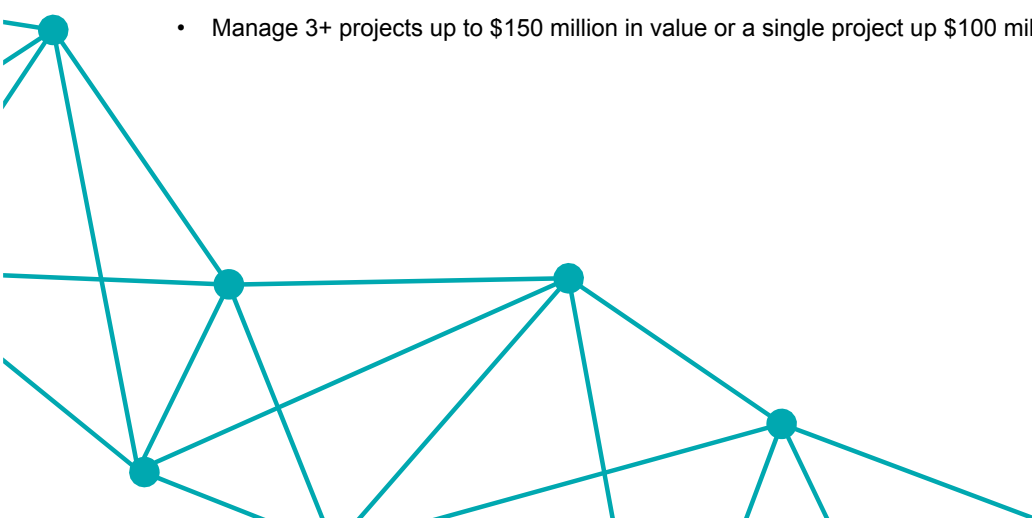 • Manage 3+ projects up to $150 million in value or a single project up $100